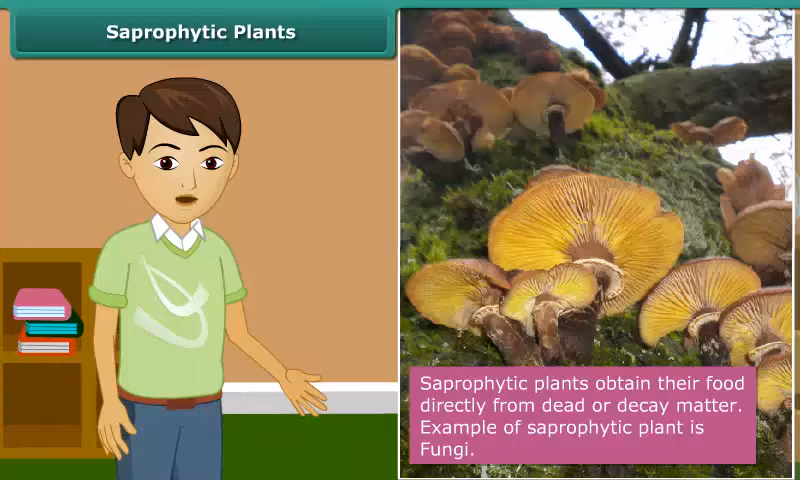 Saprophytic Plants
Saprophytic plants obtain their food
directly from dead or decay matter.
Example of saprophytic plant is
Fungi.